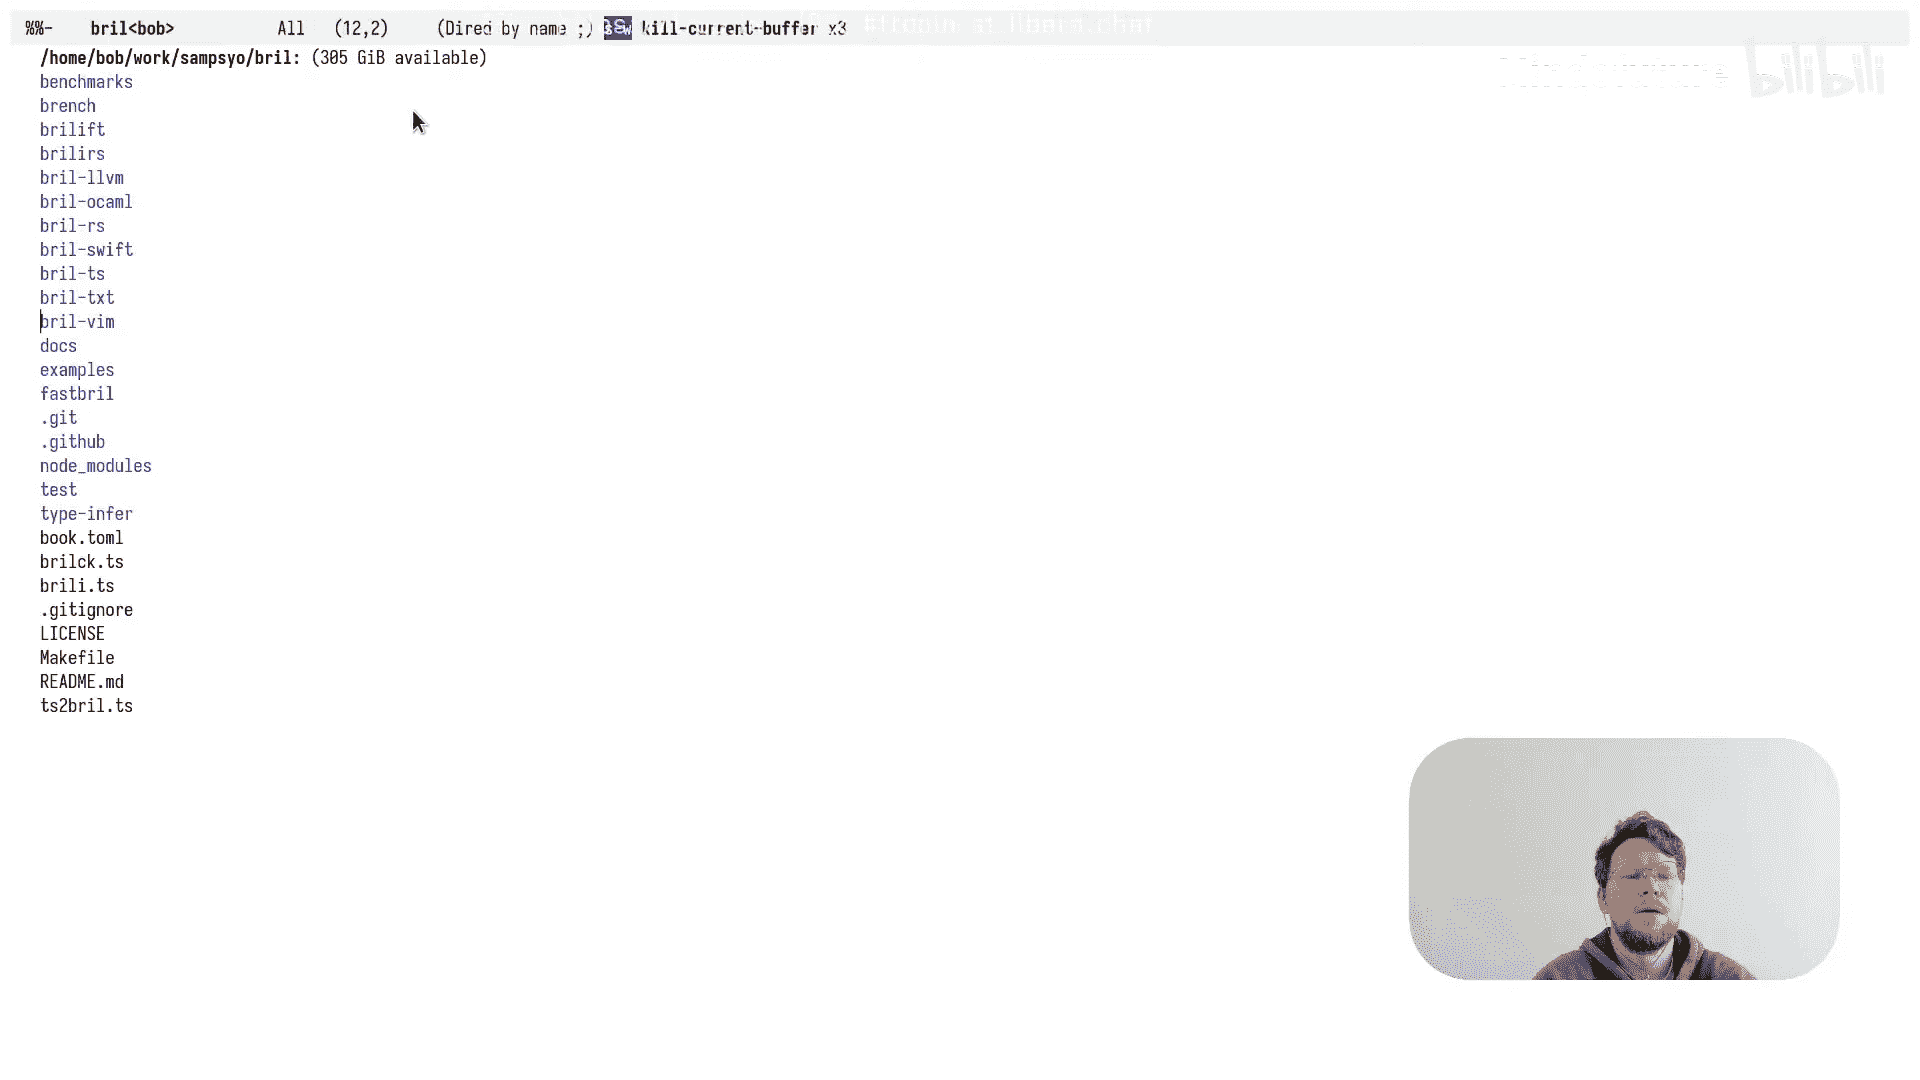 %%- bril<bob> All (12,2) (Dired by name ;) s-w kill-current-buffer x3
/home/bob/work/sampsyo/bril: (305 GiB available)
benchmarks
brench
brilift
brilirs
bril-llvm
bril-ocaml
bril-rs
bril-swift
bril-ts
bril-txt
bril-vim
docs
examples
fastbril
.git
.github
node_modules
test
type-infer
book.toml
brilck.ts
brili.ts
.gitignore
LICENSE
Makefile
README.md
ts2bril.ts
bilibili